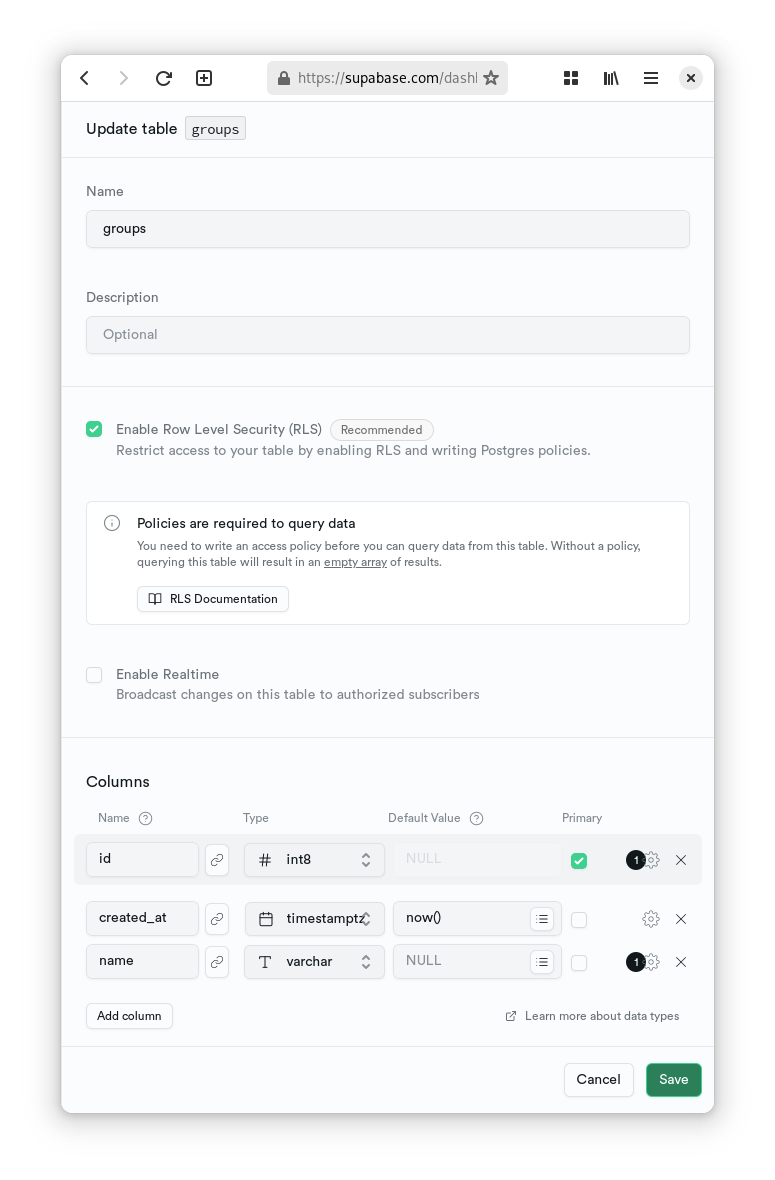 https://supabase.com/dashl
Update table groups
Name
groups
Description
Optional
Enable Row Level Security (RLS) Recommended
Restrict access to your table by enabling RLS and writing Postgres policies.
Policies are required to query data
You need to write an access policy before you can query data from this table. Without a policy,
querying this table will result in an empty array of results.
RLS Documentation
Enable Realtime
Broadcast changes on this table to authorized subscribers
Columns
Name Type Default Value Primary
id int8 NULL 1
created_at timestamptz now()
name varchar NULL 1
Add column Learn more about data types
Cancel Save